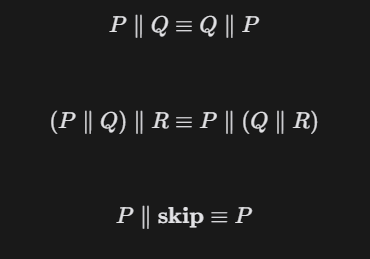 P ∥ Q ≡ Q ∥ P
(P ∥ Q) ∥ R ≡ P ∥ (Q ∥ R)
P ∥ skip ≡ P